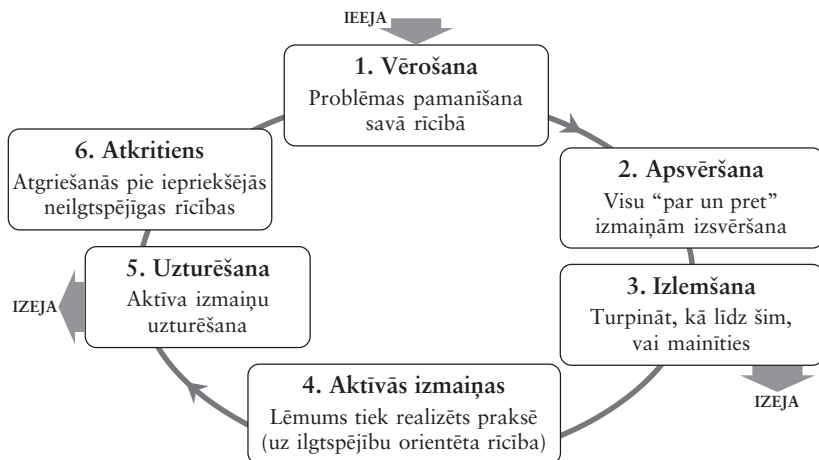 IEEJA
1. Vērošana
Problēmas pamanīšana
savā rīcībā
2. Apsvēršana
Visu “par un pret”
izmaiņām izsvēršana
3. Izlemšana
Turpināt, kā līdz šim,
vai mainīties
IZEJA
4. Aktīvās izmaiņas
Lēmums tiek realizēts praksē
(uz ilgtspējību orientēta rīcība)
5. Uzturēšana
Aktīva izmaiņu
uzturēšana
IZEJA
6. Atkritiens
Atgriešanās pie iepriekšējās
neilgtspējīgas rīcības